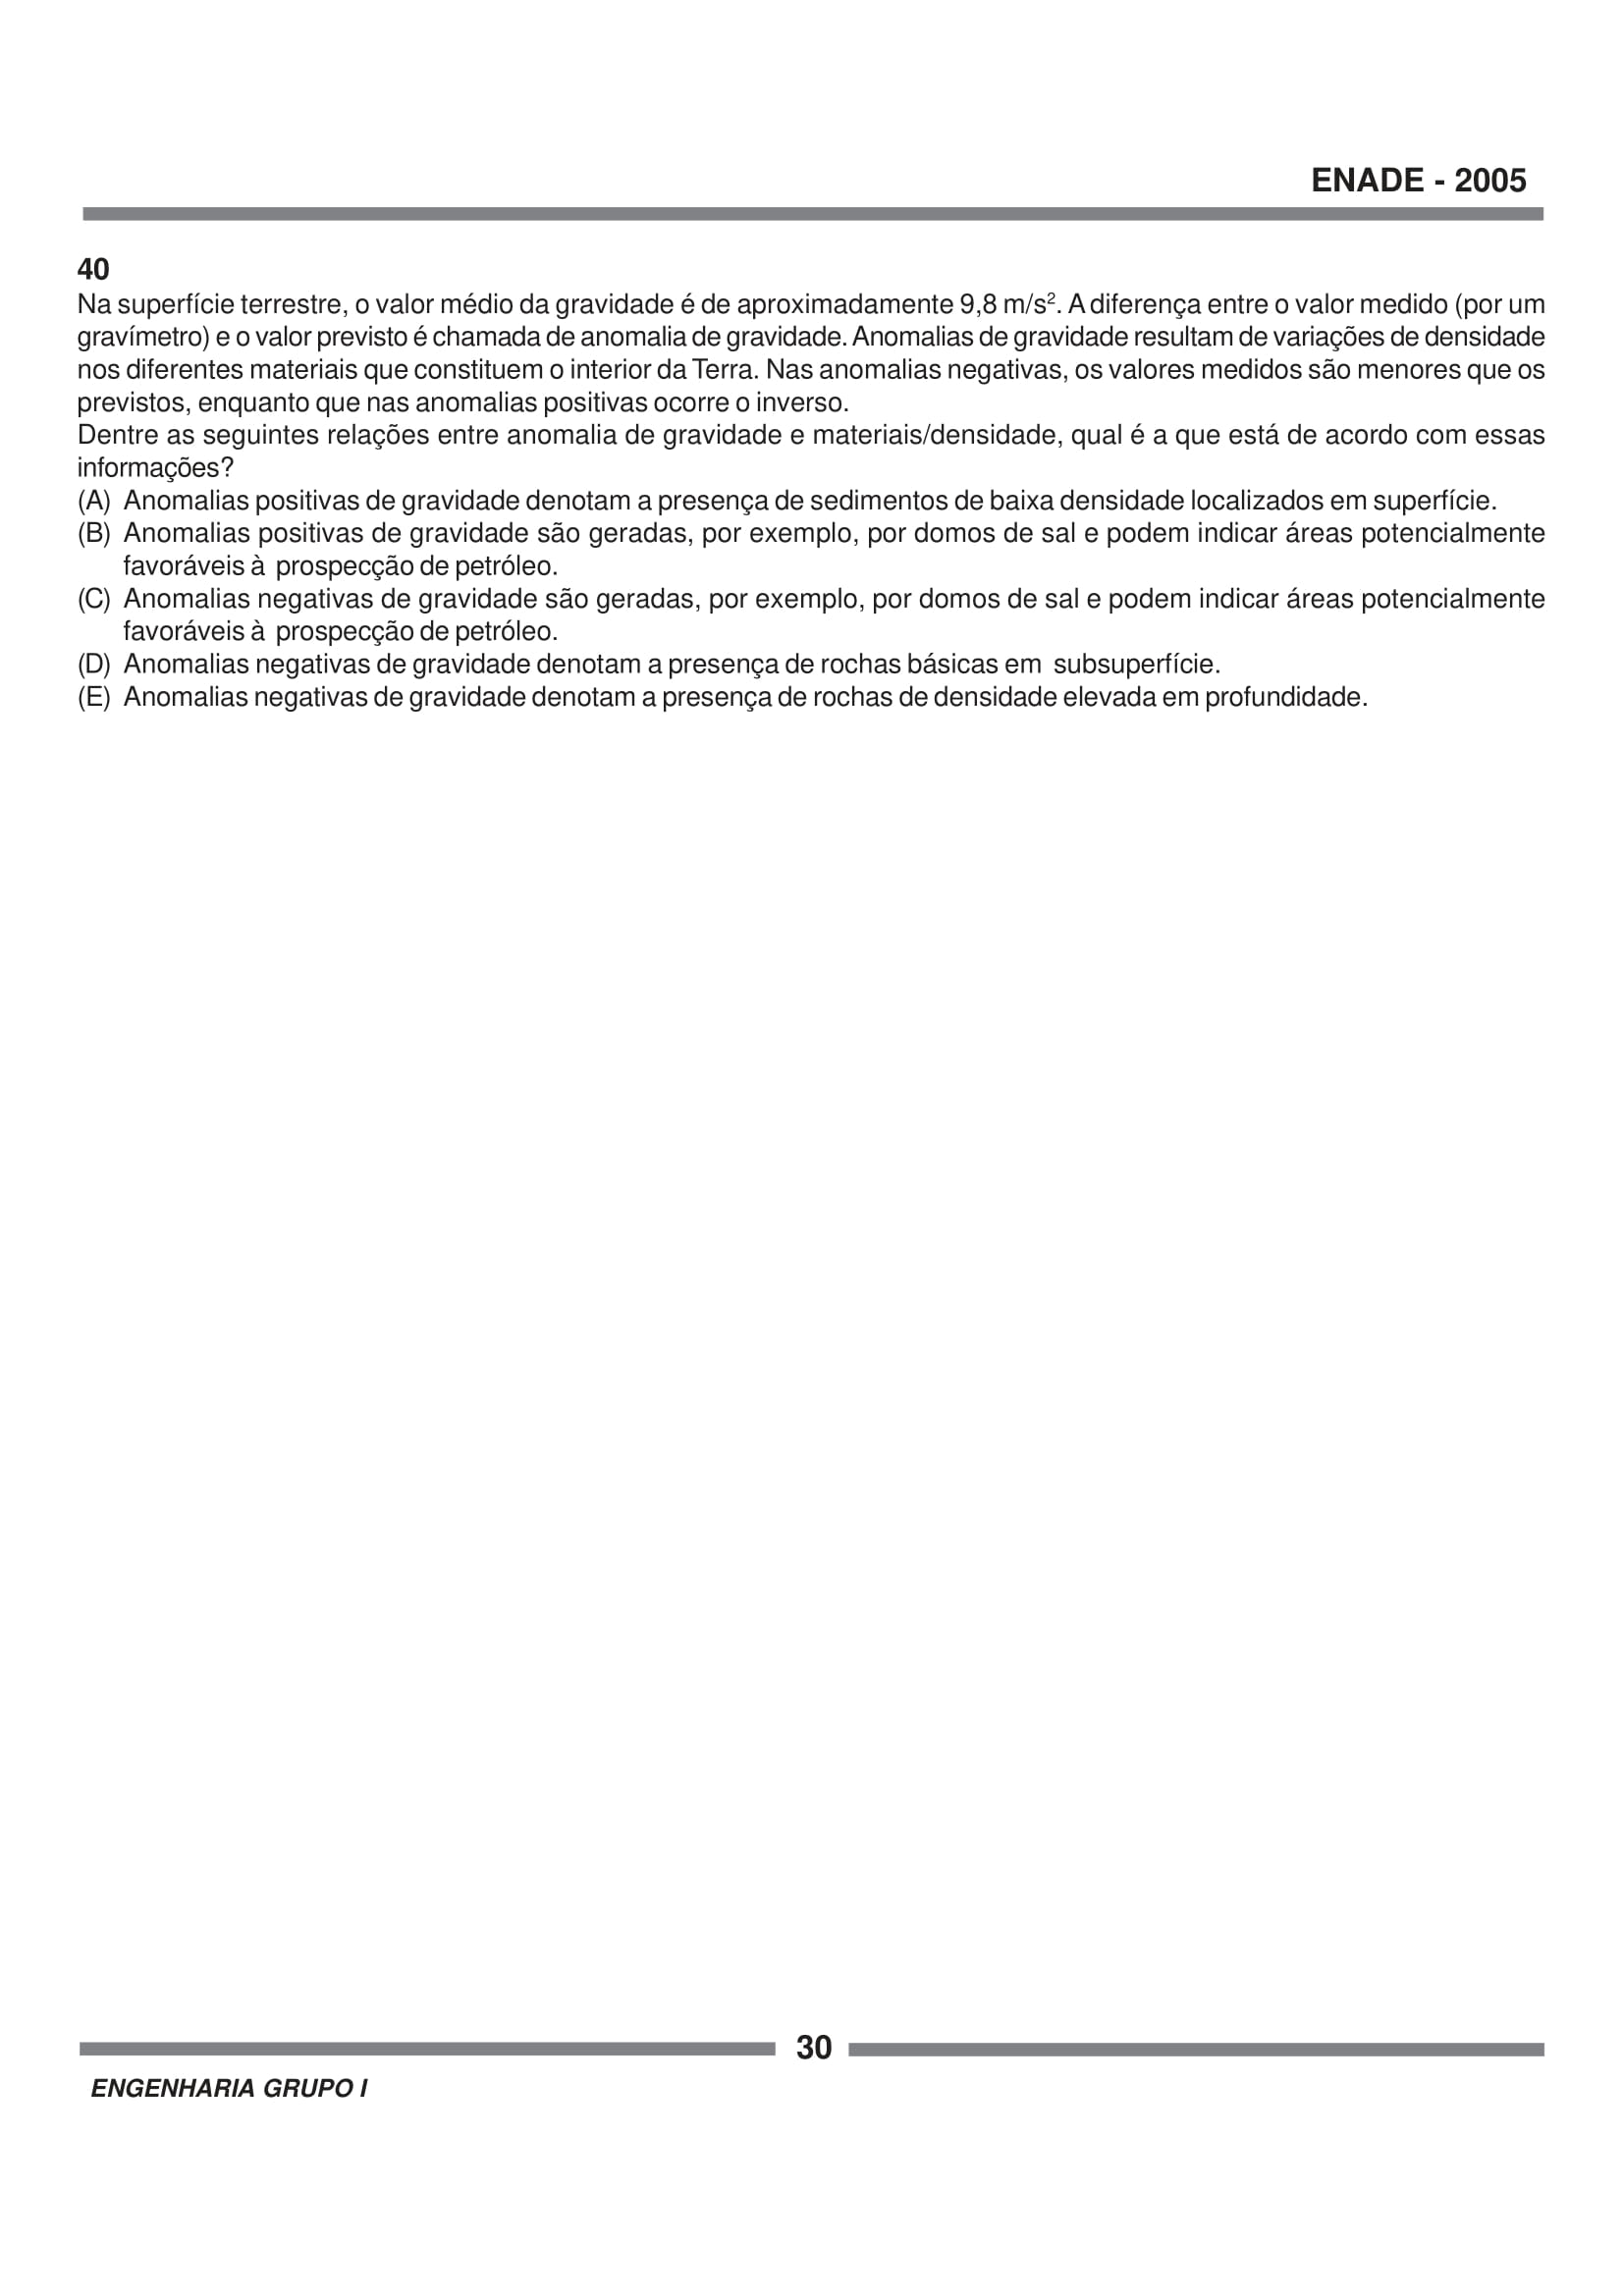 ENADE - 2005
40
Na superfície terrestre, o valor médio da gravidade é de aproximadamente 9,8 m/s². A diferença entre o valor medido (por um
gravímetro) e o valor previsto é chamada de anomalia de gravidade. Anomalias de gravidade resultam de variações de densidade
nos diferentes materiais que constituem o interior da Terra. Nas anomalias negativas, os valores medidos são menores que os
previstos, enquanto que nas anomalias positivas ocorre o inverso.
Dentre as seguintes relações entre anomalia de gravidade e materiais/densidade, qual é a que está de acordo com essas
informações?
(A) Anomalias positivas de gravidade denotam a presença de sedimentos de baixa densidade localizados em superfície.
(B) Anomalias positivas de gravidade são geradas, por exemplo, por domos de sal e podem indicar áreas potencialmente
favoráveis à prospecção de petróleo.
(C) Anomalias negativas de gravidade são geradas, por exemplo, por domos de sal e podem indicar áreas potencialmente
favoráveis à prospecção de petróleo.
(D) Anomalias negativas de gravidade denotam a presença de rochas básicas em subsuperfície.
(E) Anomalias negativas de gravidade denotam a presença de rochas de densidade elevada em profundidade.
30
ENGENHARIA GRUPO I